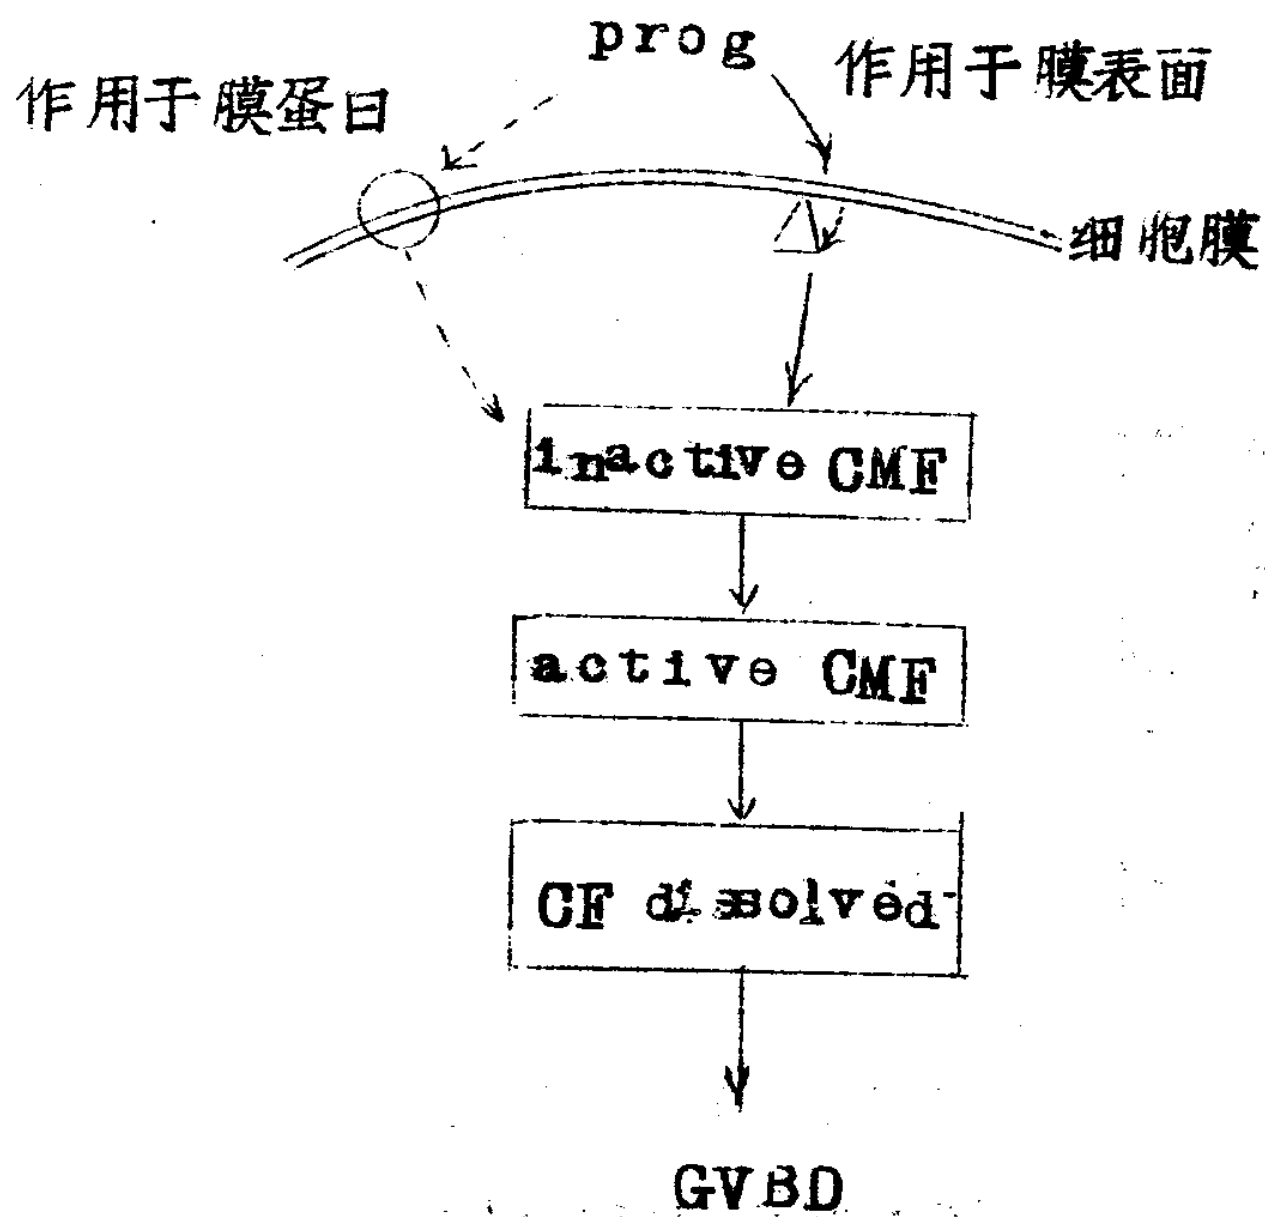 prog
作用于膜蛋白
作用于膜表面
细胞膜
inactive CMF
active CMF
CF dissolved
GVBD